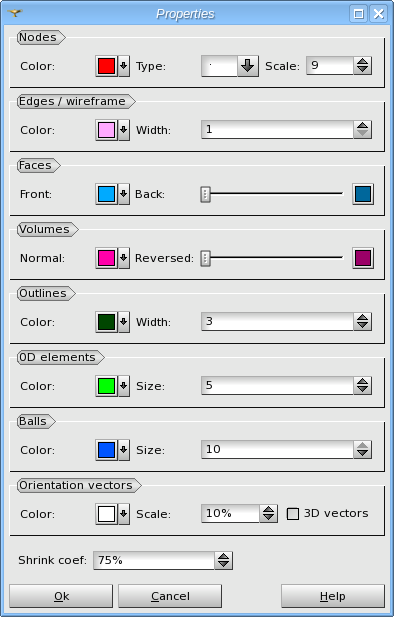 Properties
Nodes
Color: Type: Scale: 9
Edges / wireframe
Color: Width: 1
Faces
Front: Back:
Volumes
Normal: Reversed:
Outlines
Color: Width: 3
0D elements
Color: Size: 5
Balls
Color: Size: 10
Orientation vectors
Color: Scale: 10% 3D vectors
Shrink coef: 75%
Ok Cancel Help